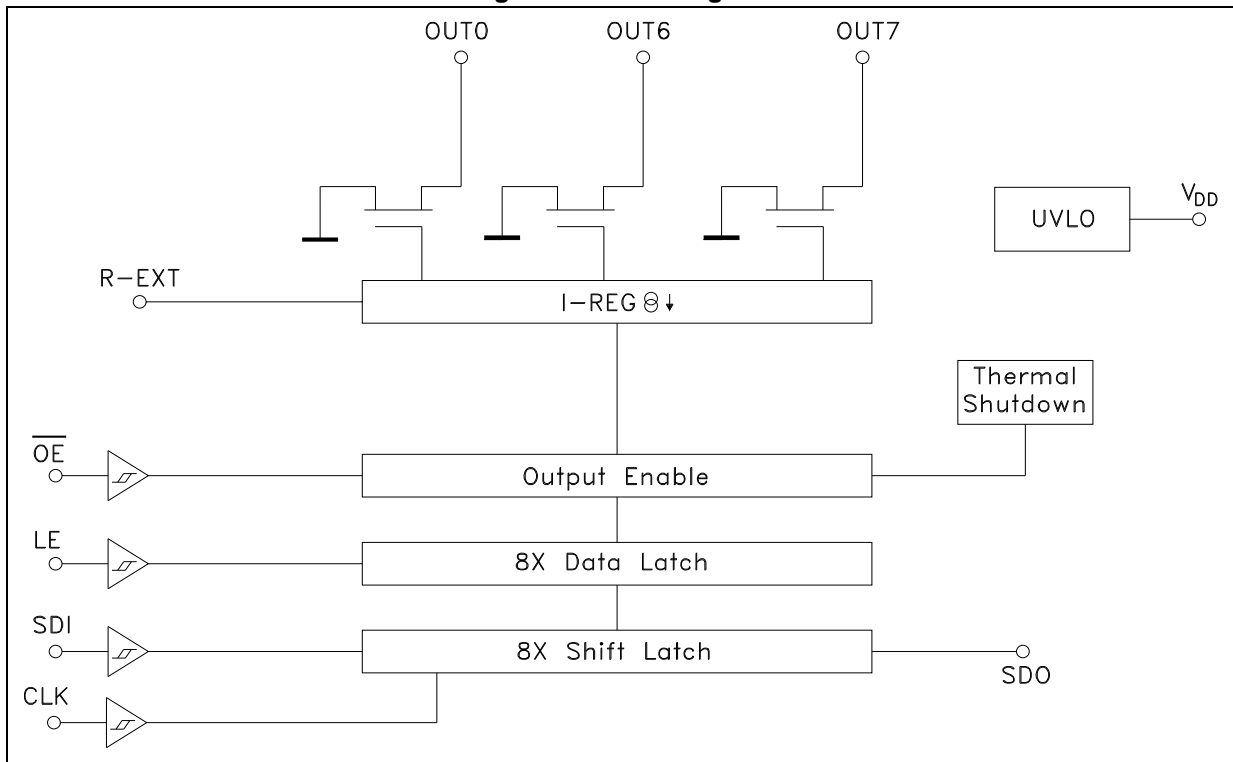 OUT0 OUT6 OUT7
UVLO
VDD
R-EXT
I-REG
Thermal
Shutdown
OE
Output Enable
LE
8X Data Latch
SDI
8X Shift Latch
SDO
CLK